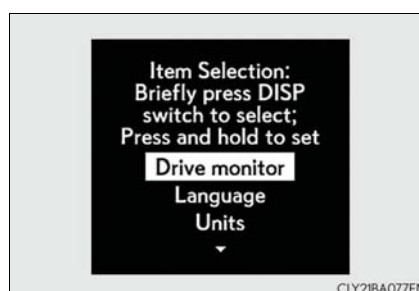 Item Selection:
Briefly press DISP
switch to select;
Press and hold to set
Drive monitor
Language
Units
CLY21BA077EN